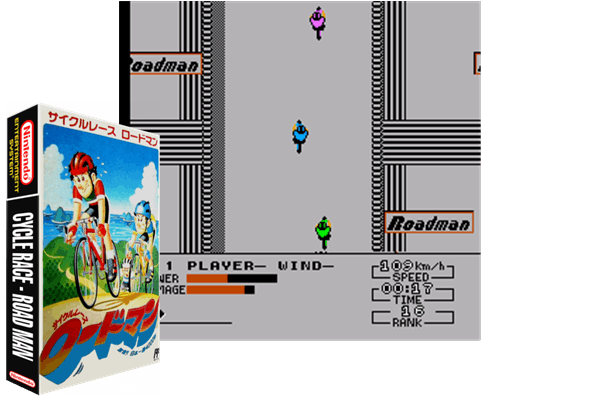 Roadman
Roadman
1 PLAYER— WIND—
WER
MAGE
109km/h
SPEED
00:17
TIME
16
RANK
Nintendo
ENTERTAINMENT
SYSTEM
CYCLE RACE - ROAD MAN
Nintendo
サイクルレース ロードマン
サイクルレース
ロードマン